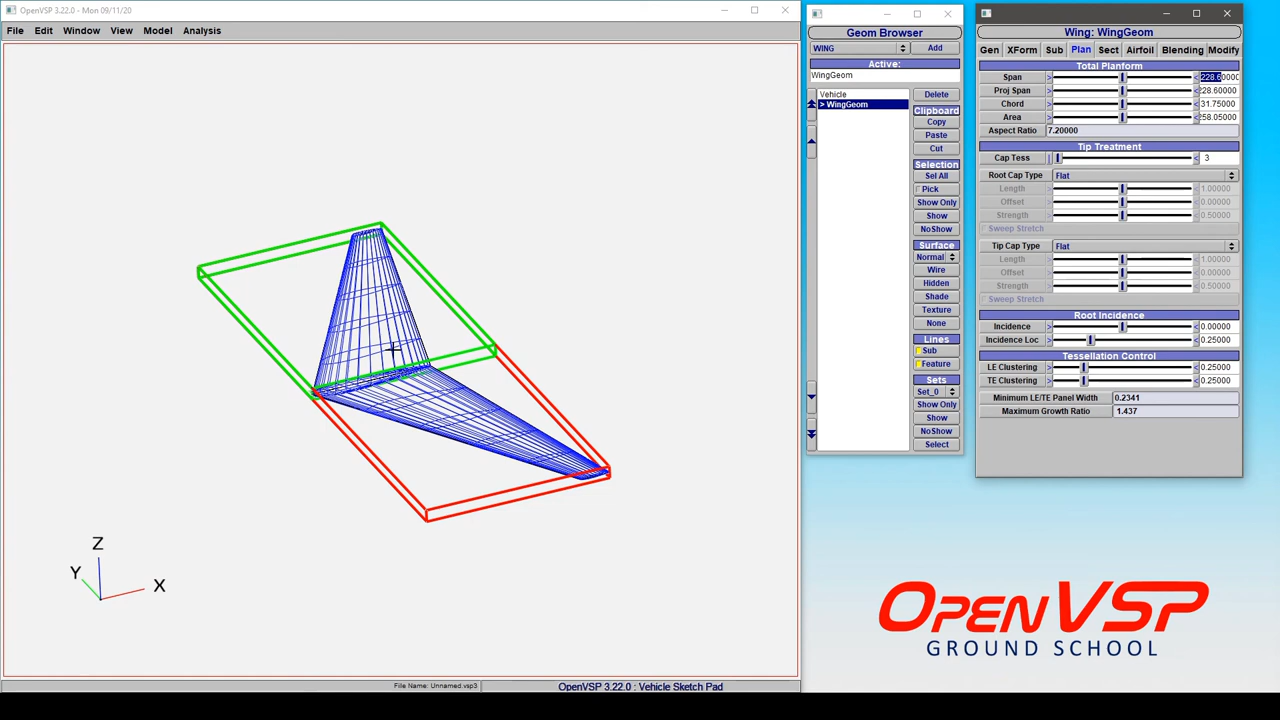 OpenVSP 3.22.0 - Mon 09/11/20
File Edit Window View Model Analysis
Z
Y
X
File Name: Unnamed.vsp3
OpenVSP 3.22.0 : Vehicle Sketch Pad
Geom Browser
WING Add
Active:
WingGeom
Vehicle
> WingGeom
Delete
Clipboard
Copy
Paste
Cut
Selection
Sel All
Pick
Show Only
Show
NoShow
Surface
Normal
Wire
Hidden
Shade
Texture
None
Lines
Sub
Feature
Sets
Set_0
Show Only
Show
NoShow
Select
Wing: WingGeom
Gen XForm Sub Plan Sect Airfoil Blending Modify
Total Planform
Span > < 228.60000
Proj Span > < 228.60000
Chord > < 31.75000
Area > < 258.05000
Aspect Ratio 7.20000
Tip Treatment
Cap Tess | < 3
Root Cap Type Flat
Length > < 1.00000
Offset > < 0.00000
Strength > < 0.50000
Sweep Stretch
Tip Cap Type Flat
Length > < 1.00000
Offset > < 0.00000
Strength > < 0.50000
Sweep Stretch
Root Incidence
Incidence > < 0.00000
Incidence Loc > < 0.25000
Tessellation Control
LE Clustering > < 0.25000
TE Clustering > < 0.25000
Minimum LE/TE Panel Width 0.2341
Maximum Growth Ratio 1.437
OpenVSP
GROUND SCHOOL